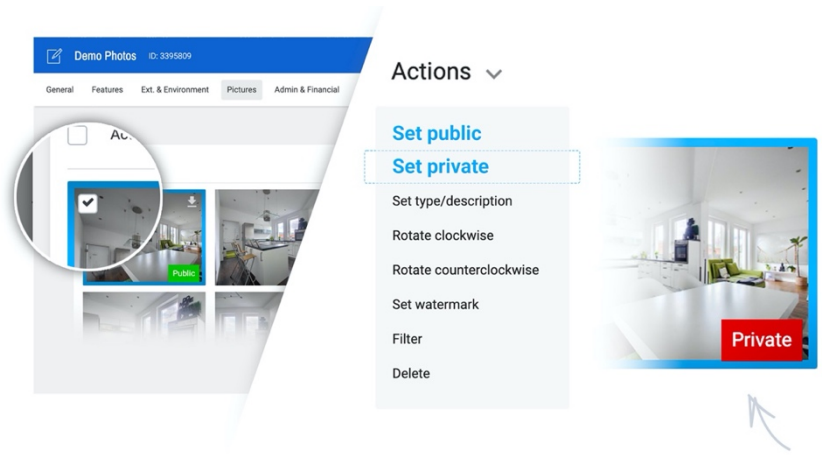 Demo Photos ID: 3395809
General Features Ext. & Environment Pictures Admin & Financial
Public
Actions
Set public
Set private
Set type/description
Rotate clockwise
Rotate counterclockwise
Set watermark
Filter
Delete
Private